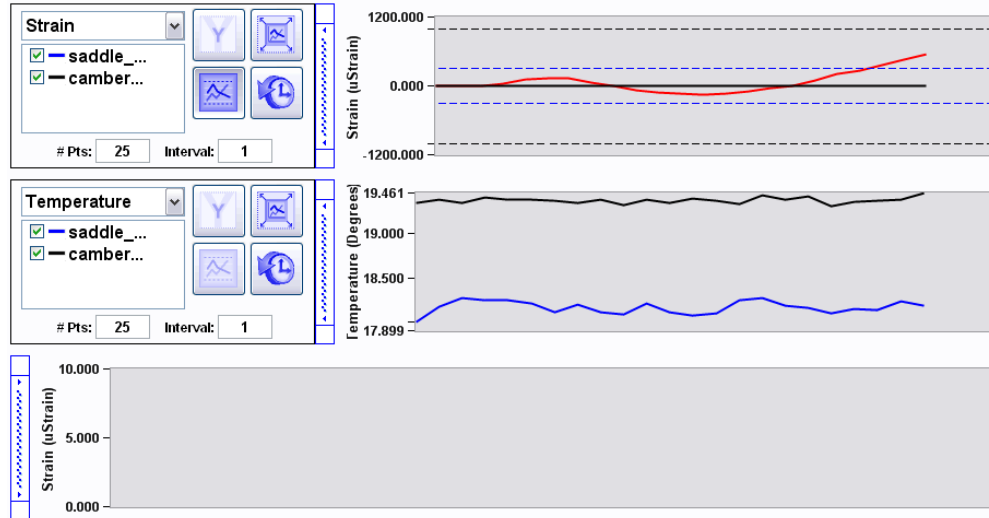 Strain
saddle_...
camber...
# Pts: 25 Interval: 1
Strain (uStrain)
1200.000
0.000
-1200.000
Temperature
saddle_...
camber...
# Pts: 25 Interval: 1
Temperature (Degrees)
19.461
19.000
18.500
17.899
Strain (uStrain)
10.000
5.000
0.000